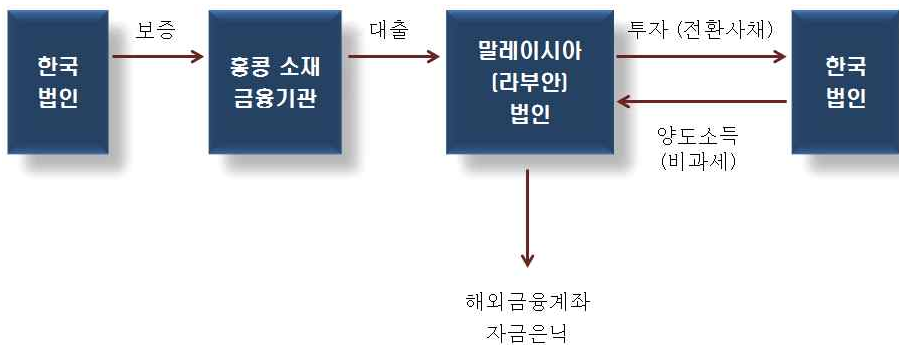 보증
대출
투자 (전환사채)
한국
법인
홍콩 소재
금융기관
말레이시아
(라부안)
법인
한국
법인
양도소득
(비과세)
해외금융계좌
자금은닉